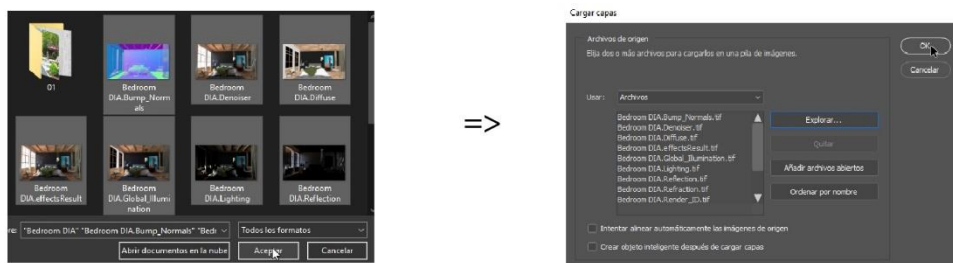 01
Bedroom
DIA.Bump_Norm
als
Bedroom
DIA.Denoiser
Bedroom
DIA.Diffuse
Bedroom
DIA.effectsResult
Bedroom
DIA.Global_Illumi
nation
Bedroom
DIA.Lighting
Bedroom
DIA.Reflection
re: "Bedroom DIA" "Bedroom DIA.Bump_Normals" "Bedr
Todos los formatos
Abrir documentos en la nube
Aceptar
Cancelar
=>
Cargar capas
Archivos de origen
Elija dos o más archivos para cargarlos en una pila de imágenes.
OK
Cancelar
Usar: Archivos
Bedroom DIA.Bump_Normals.tif
Bedroom DIA.Denoiser.tif
Bedroom DIA.Diffuse.tif
Bedroom DIA.effectsResult.tif
Bedroom DIA.Global_Illumination.tif
Bedroom DIA.Lighting.tif
Bedroom DIA.Reflection.tif
Bedroom DIA.Refraction.tif
Bedroom DIA.Render_ID.tif
Explorar...
Quitar
Añadir archivos abiertos
Ordenar por nombre
Intentar alinear automáticamente las imágenes de origen
Crear objeto inteligente después de cargar capas